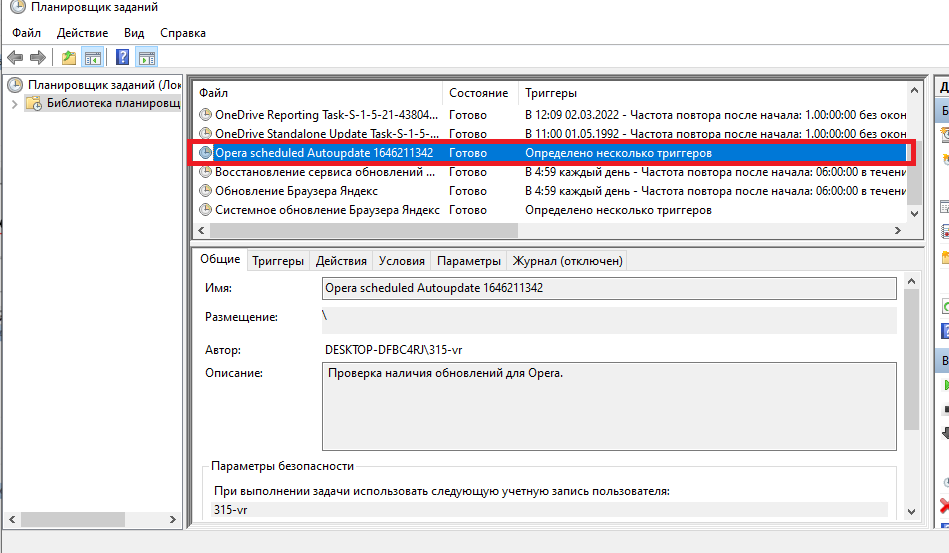 Планировщик заданий
Файл Действие Вид Справка
Планировщик заданий (Лок
Библиотека планировщ
Файл Состояние Триггеры
OneDrive Reporting Task-S-1-5-21-43804... Готово В 12:09 02.03.2022 - Частота повтора после начала: 1.00:00:00 без окон
OneDrive Standalone Update Task-S-1-5-... Готово В 11:00 01.05.1992 - Частота повтора после начала: 1.00:00:00 без окон
Opera scheduled Autoupdate 1646211342 Готово Определено несколько триггеров
Восстановление сервиса обновлений ... Готово В 4:59 каждый день - Частота повтора после начала: 06:00:00 в течени
Обновление Браузера Яндекс Готово В 4:59 каждый день - Частота повтора после начала: 06:00:00 в течени
Системное обновление Браузера Яндекс Готово Определено несколько триггеров
Общие Триггеры Действия Условия Параметры Журнал (отключен)
Имя: Opera scheduled Autoupdate 1646211342
Размещение: \
Автор: DESKTOP-DFBC4RJ\315-vr
Описание: Проверка наличия обновлений для Opera.
Параметры безопасности
При выполнении задачи использовать следующую учетную запись пользователя:
315-vr